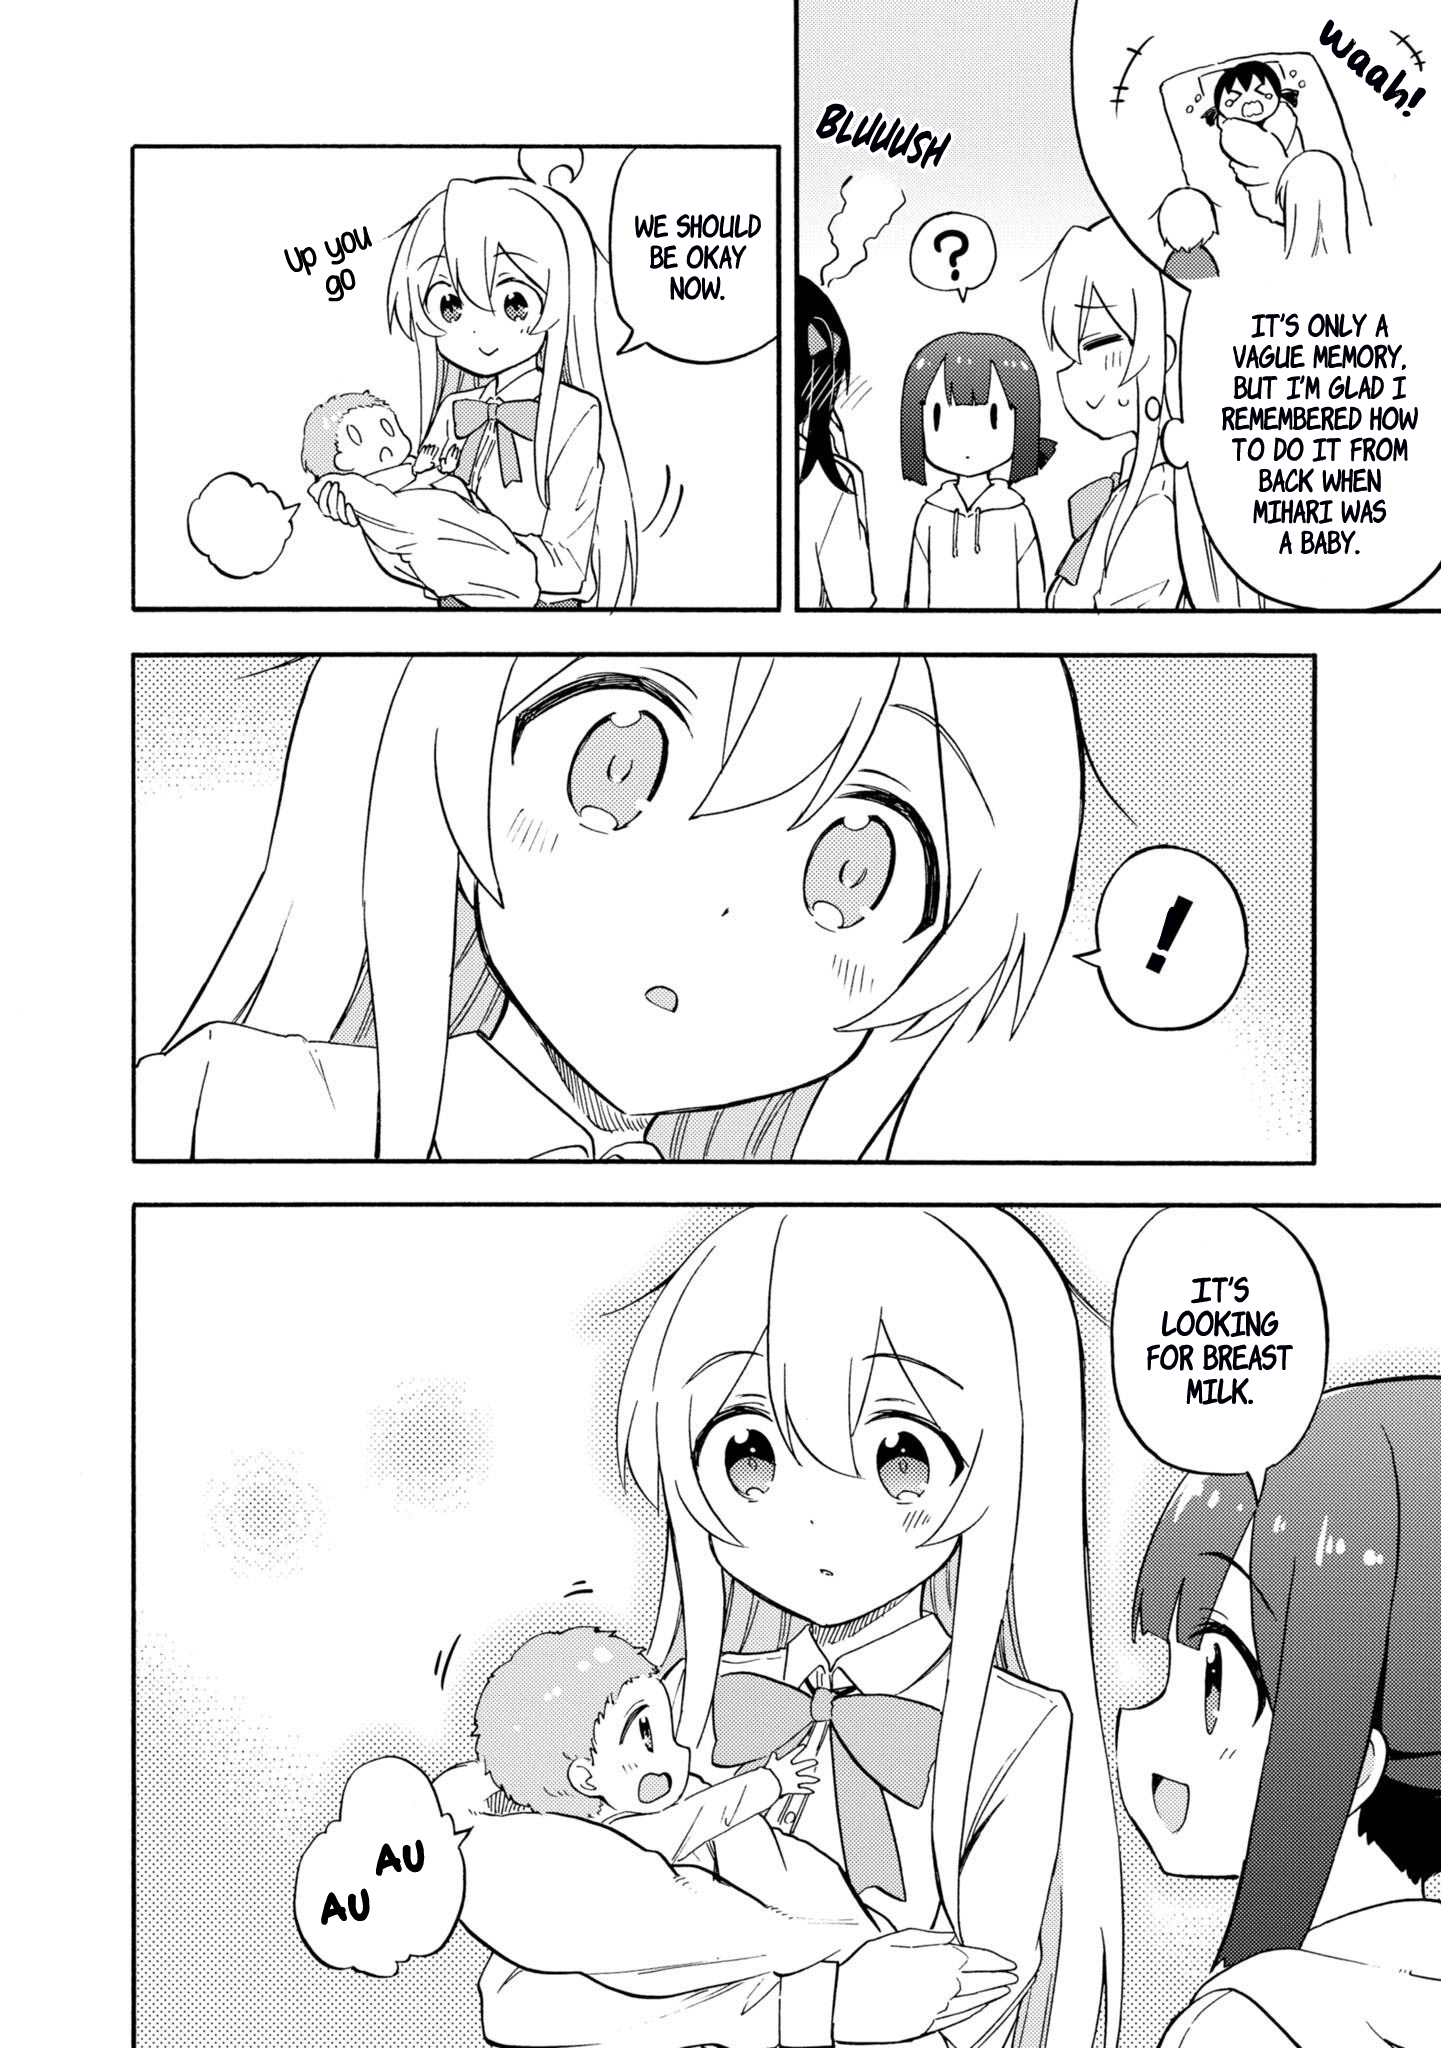 Waah!
IT'S ONLY A
VAGUE MEMORY,
BUT I'M GLAD I
REMEMBERED HOW
TO DO IT FROM
BACK WHEN
MIHARI WAS
A BABY.
?
BLUUUSH
WE SHOULD
BE OKAY
NOW.
Up you
go
!
IT'S
LOOKING
FOR BREAST
MILK.
AU
AU